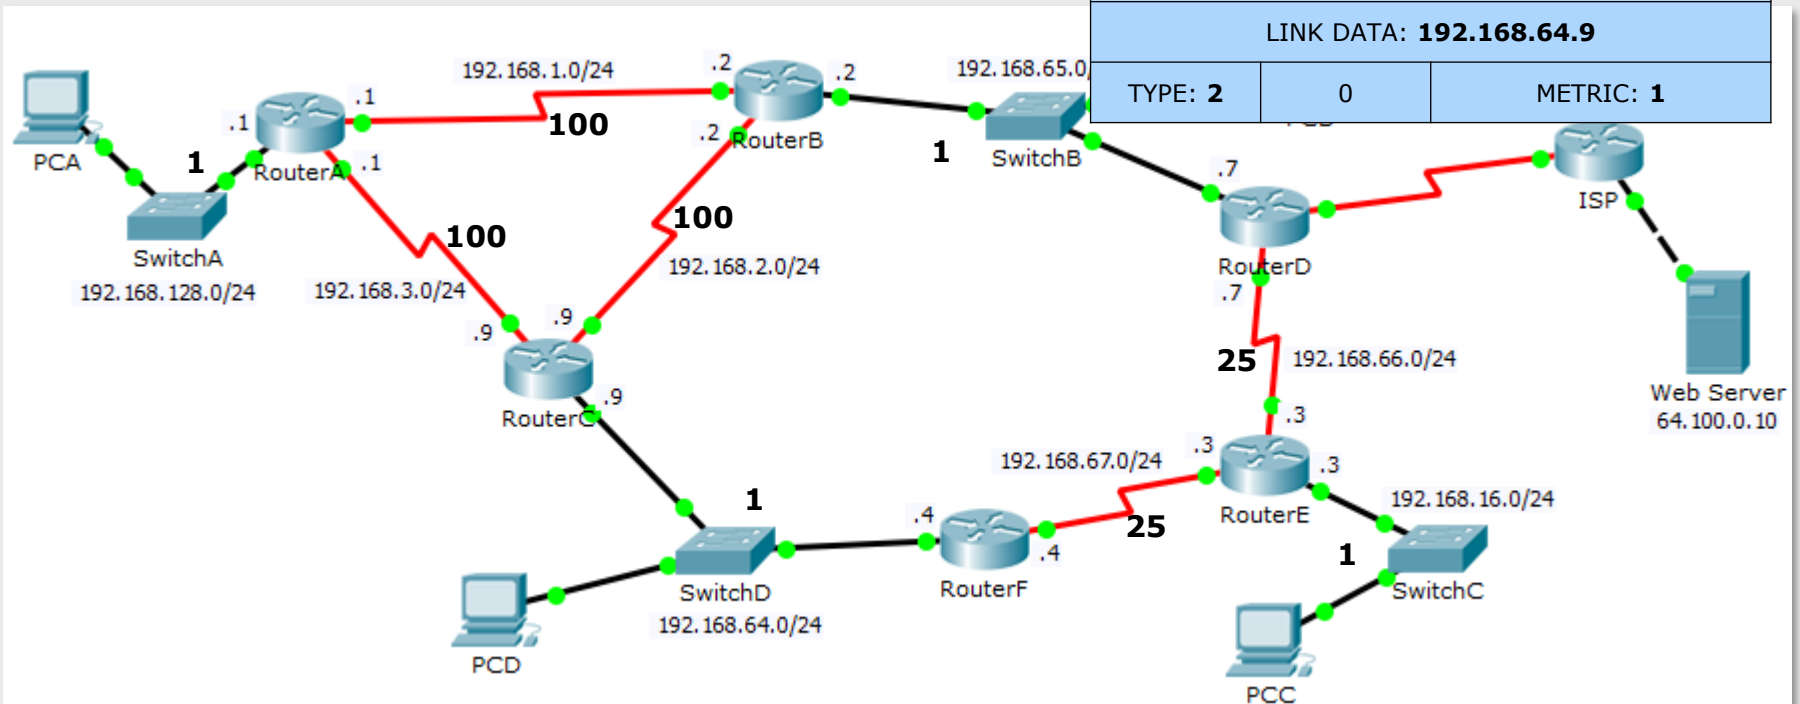 LINK DATA: 192.168.64.9
TYPE: 2 0 METRIC: 1
192.168.1.0/24
.2
.2
192.168.65.0/
.1
.1
100
.2
RouterB
1
SwitchB
PCA
1
RouterA
.1
.7
ISP
100
100
SwitchA
192.168.128.0/24
192.168.3.0/24
192.168.2.0/24
RouterD
.7
.9
.9
25
192.168.66.0/24
Web Server
64.100.0.10
.9
RouterC
.3
.3
192.168.67.0/24
.3
1
192.168.16.0/24
.4
RouterE
25
.4
1
SwitchD
RouterF
SwitchC
192.168.64.0/24
PCD
PCC